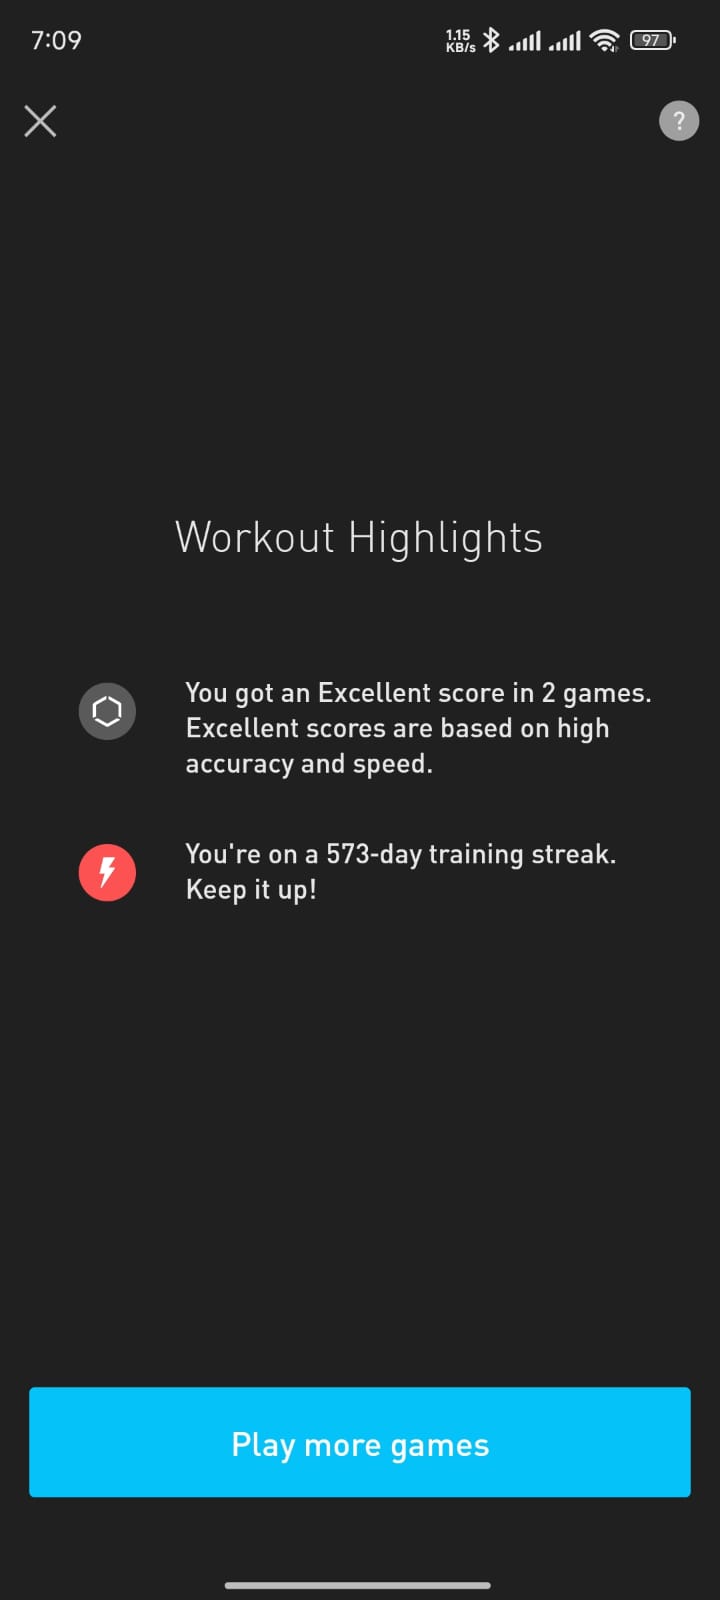 7:09
1.15
KB/s
97
?
Workout Highlights
You got an Excellent score in 2 games.
Excellent scores are based on high
accuracy and speed.
You're on a 573-day training streak.
Keep it up!
Play more games